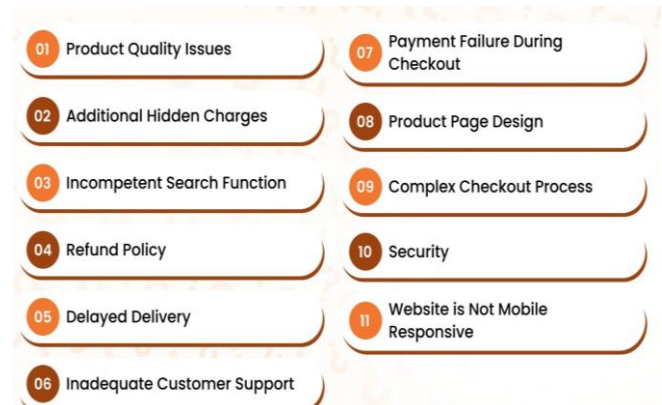 01 Product Quality Issues
02 Additional Hidden Charges
03 Incompetent Search Function
04 Refund Policy
05 Delayed Delivery
06 Inadequate Customer Support
07 Payment Failure During
Checkout
08 Product Page Design
09 Complex Checkout Process
10 Security
11 Website is Not Mobile
Responsive